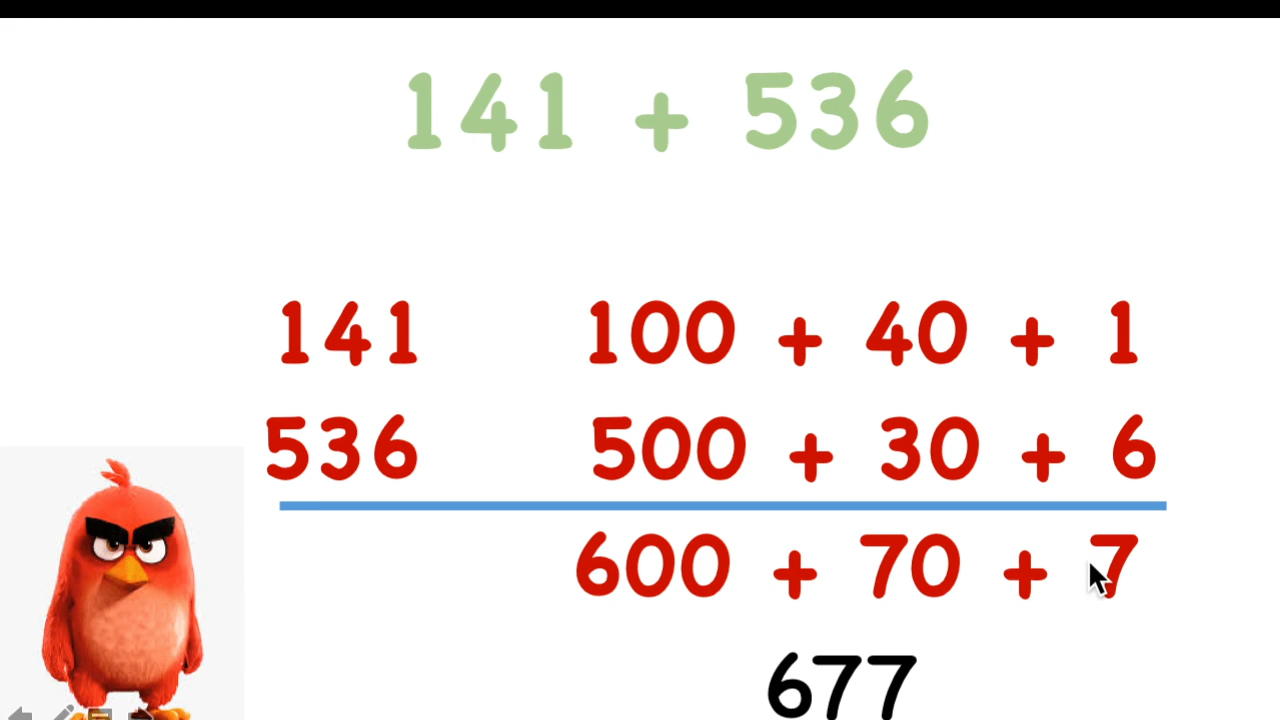 141 + 536
141 100 + 40 + 1
536 500 + 30 + 6
600 + 70 + 7
677